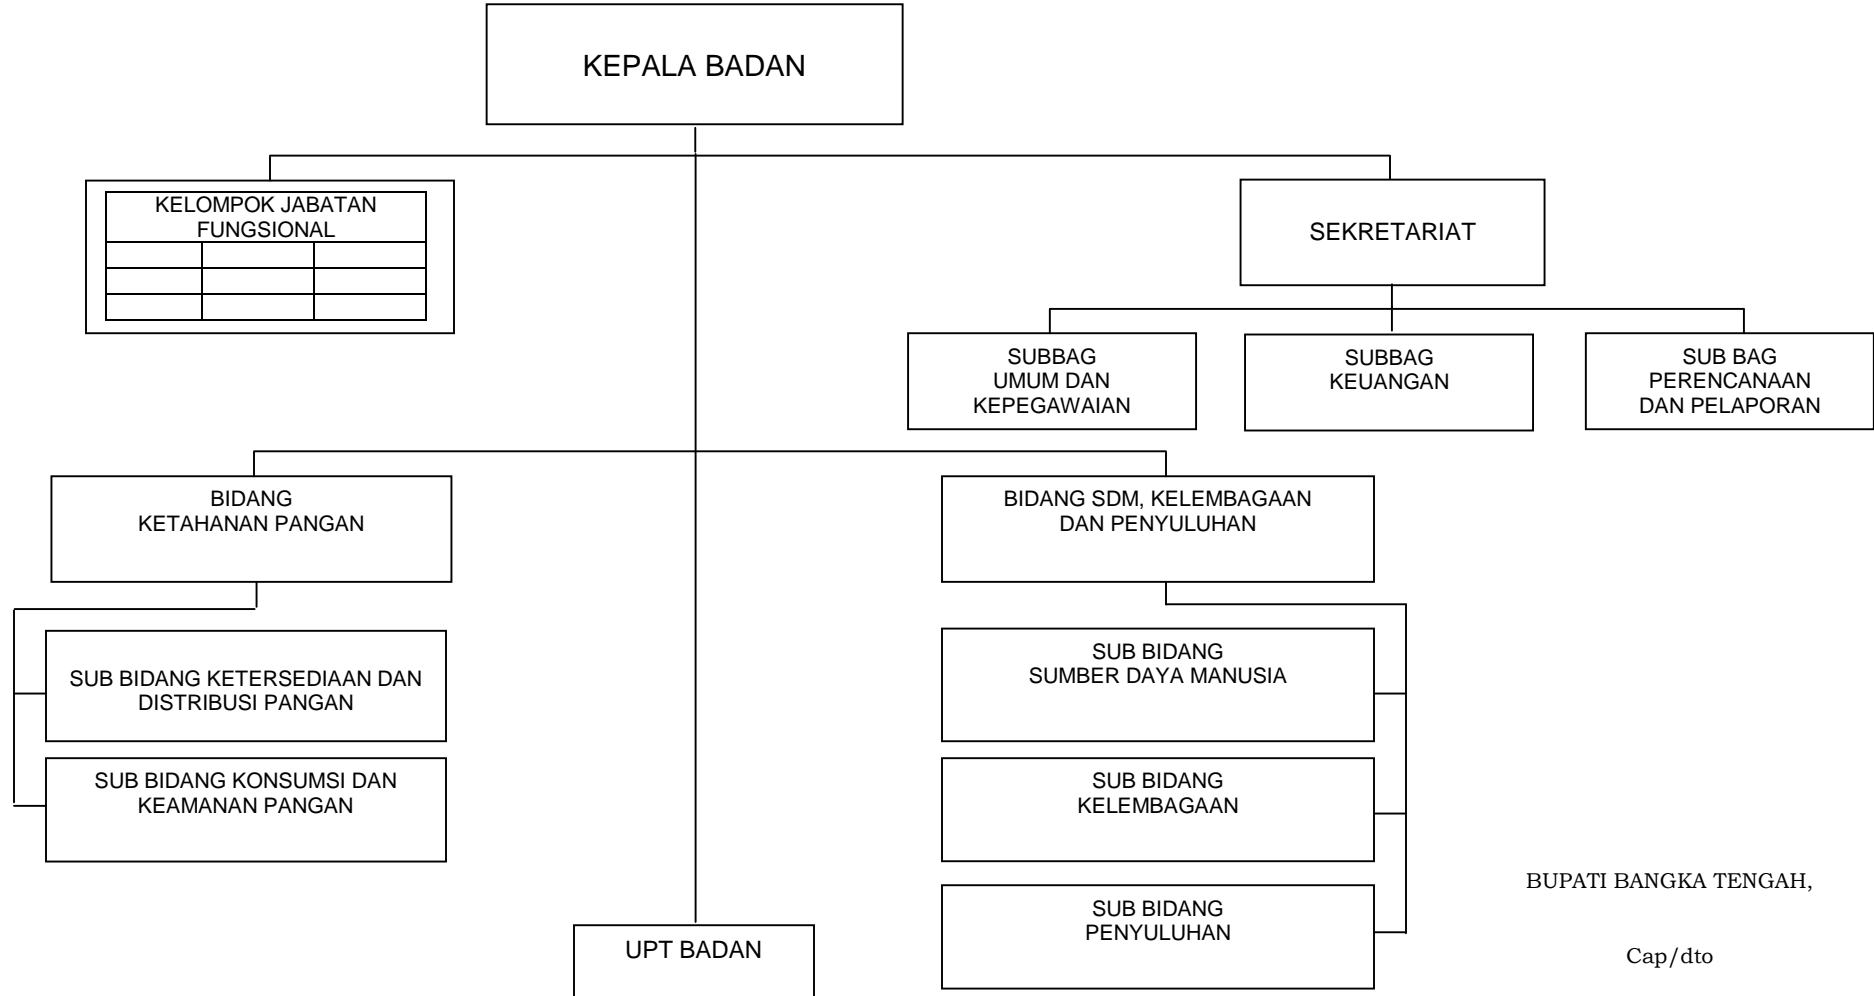 KEPALA BADAN
KELOMPOK JABATAN
FUNGSIONAL
SEKRETARIAT
SUBBAG
UMUM DAN
KEPEGAWAIAN
SUBBAG
KEUANGAN
SUB BAG
PERENCANAAN
DAN PELAPORAN
BIDANG
KETAHANAN PANGAN
BIDANG SDM, KELEMBAGAAN
DAN PENYULUHAN
SUB BIDANG KETERSEDIAAN DAN
DISTRIBUSI PANGAN
SUB BIDANG KONSUMSI DAN
KEAMANAN PANGAN
SUB BIDANG
SUMBER DAYA MANUSIA
SUB BIDANG
KELEMBAGAAN
SUB BIDANG
PENYULUHAN
UPT BADAN
BUPATI BANGKA TENGAH,
Cap/dto